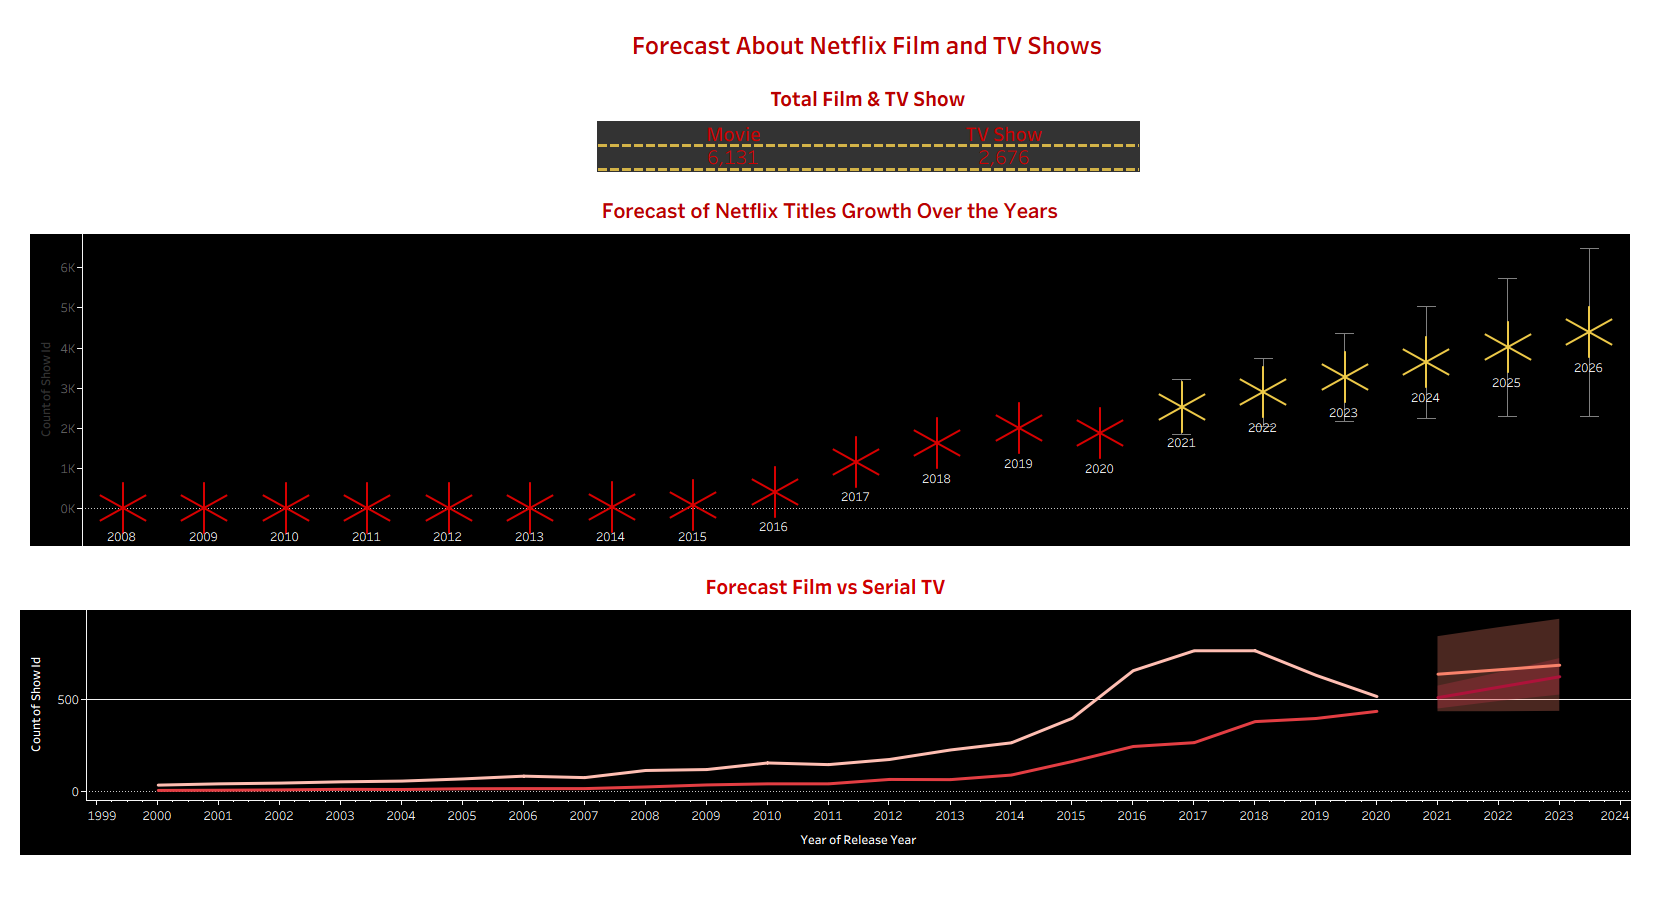 Forecast About Netflix Film and TV Shows
Total Film & TV Show
Movie TV Show
6,131 2,676
Forecast of Netflix Titles Growth Over the Years
Count of Show Id
6K
5K
4K
3K
2K
1K
0K
2008 2009 2010 2011 2012 2013 2014 2015 2016 2017 2018 2019 2020 2021 2022 2023 2024 2025 2026
Forecast Film vs Serial TV
Count of Show Id
500
0
1999 2000 2001 2002 2003 2004 2005 2006 2007 2008 2009 2010 2011 2012 2013 2014 2015 2016 2017 2018 2019 2020 2021 2022 2023 2024
Year of Release Year